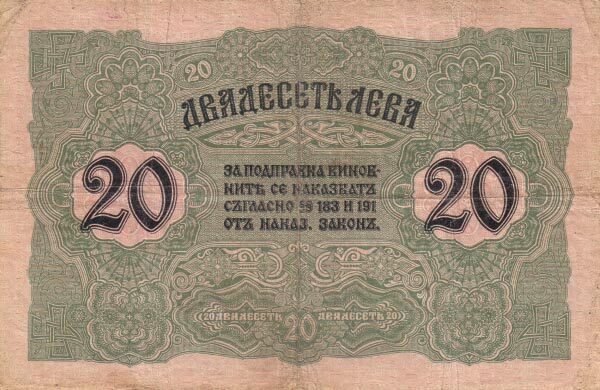 20 20
ДВАДЕСЕТЬ ЛЕВА
ЗА ПОДПРАВКА ВИНОВ-
НИТѢ СЕ НАКАЗВАТЪ
20 СЪГЛАСНО §§ 183 И 191 20
ОТЪ НАКАЗ. ЗАКОНЪ.
20 ДВАДЕСЕТЬ 20 ДВАДЕСЕТЬ 20